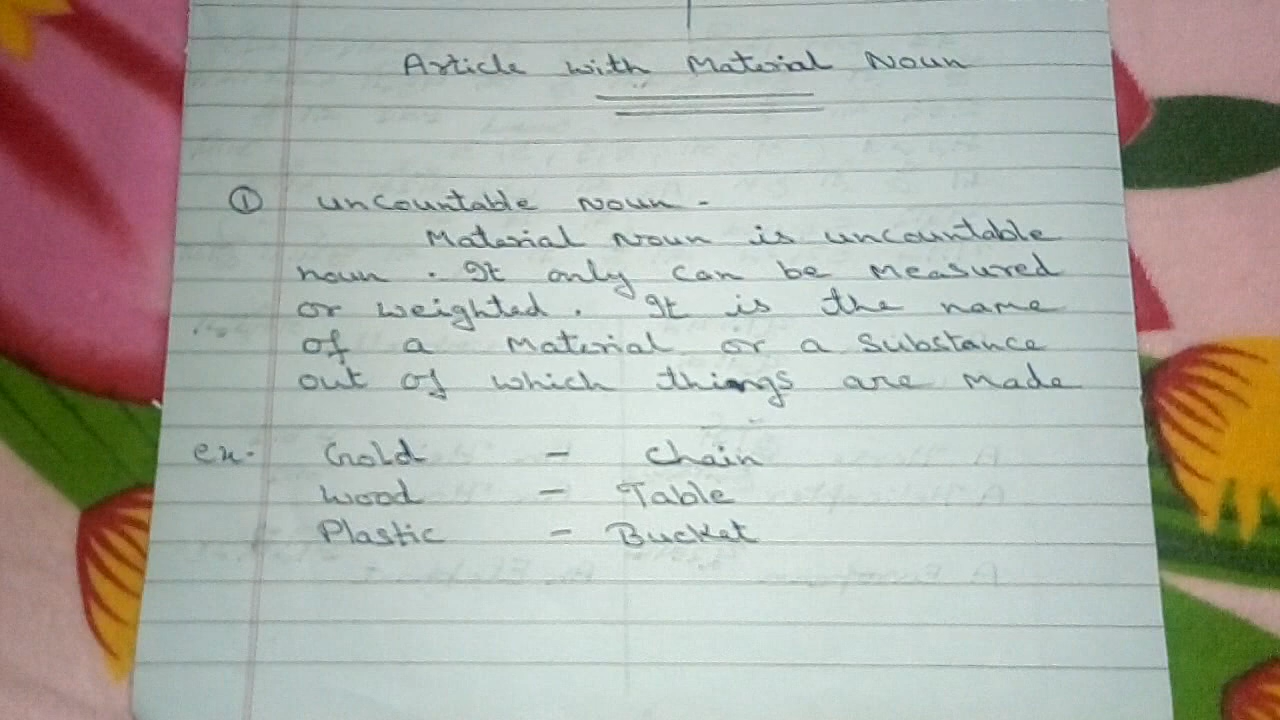 Article with Material Noun
① uncountable Noun -
Material Noun is uncountable
noun. It only can be measured
or weighted. It is the name
of a material or a substance
out of which things are made
ex. Gold - chain
wood - Table
Plastic - Bucket